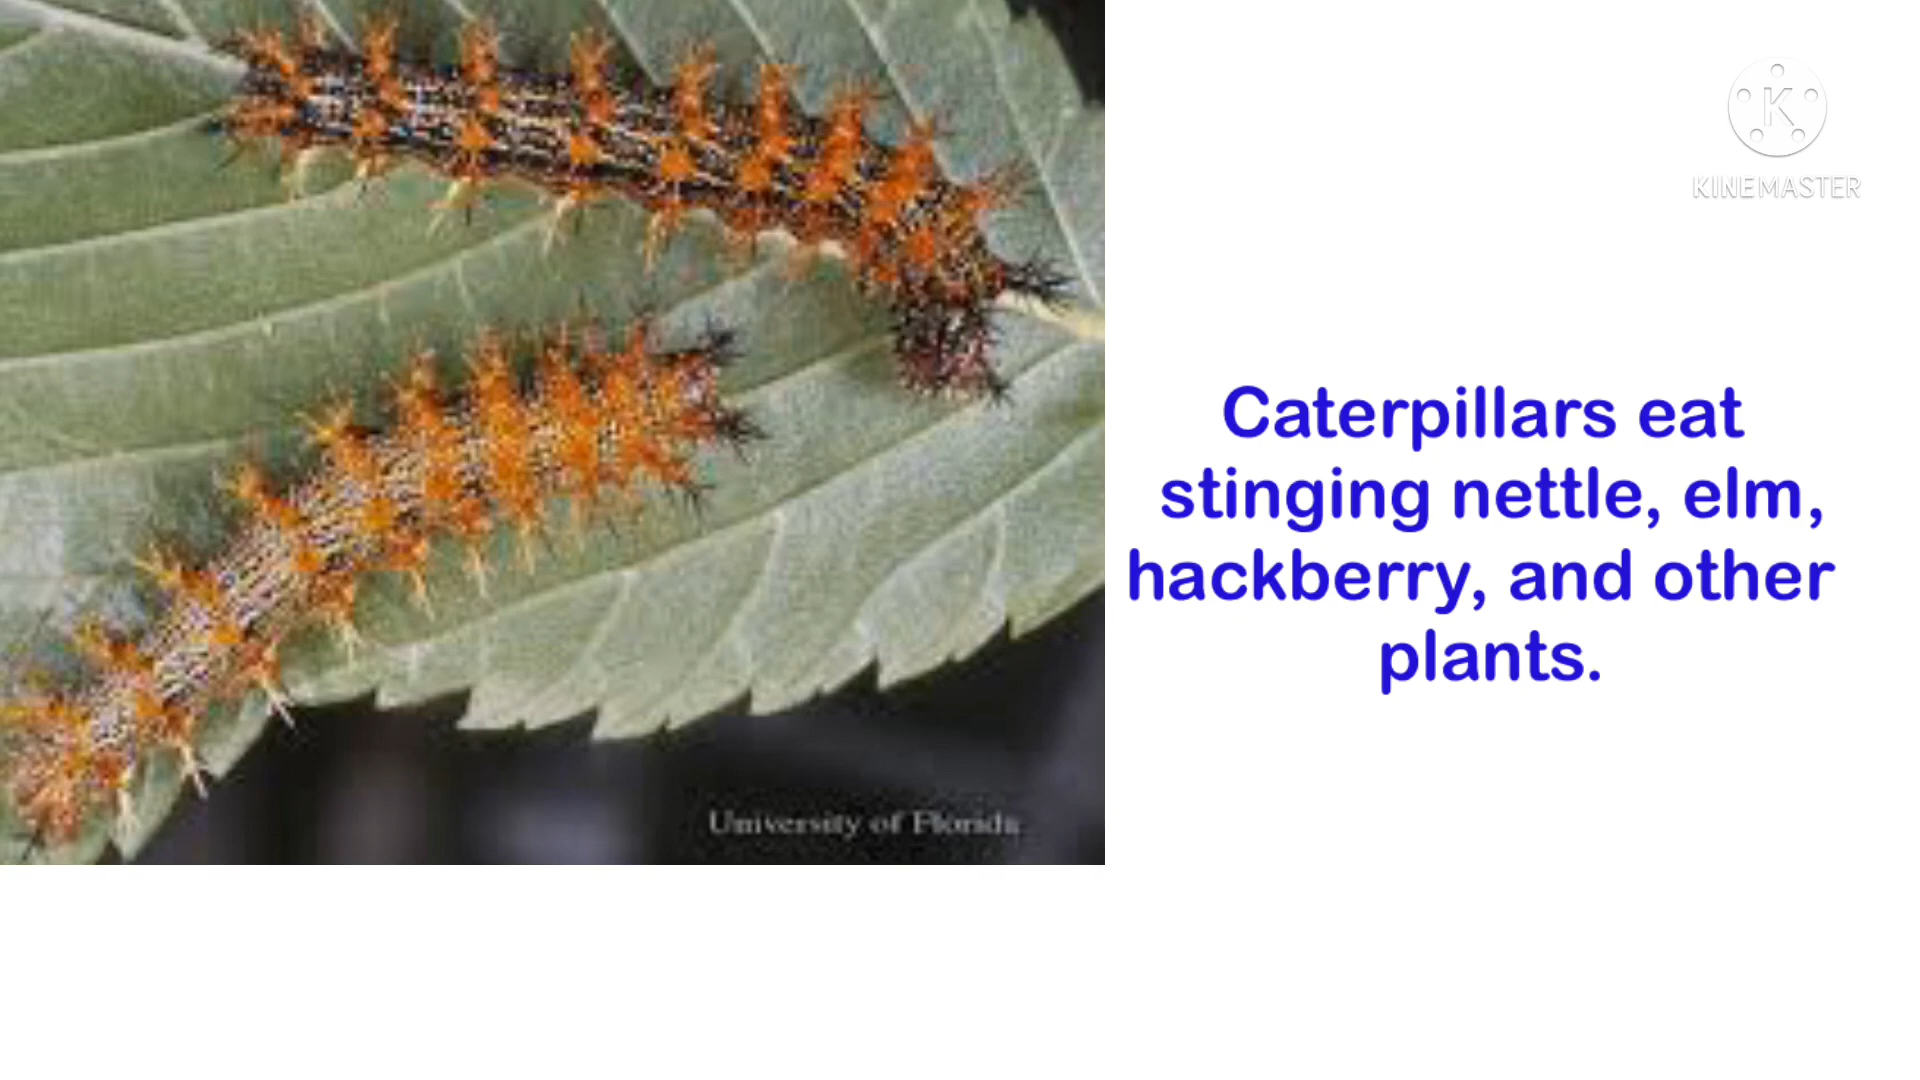 KINEMASTER
Caterpillars eat
stinging nettle, elm,
hackberry, and other
plants.
University of Florida